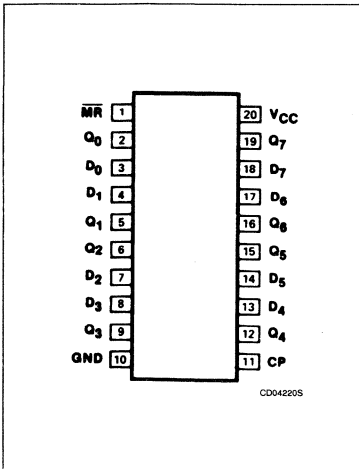 MR 1 20 VCC
Q0 2 19 Q7
D0 3 18 D7
D1 4 17 D6
Q1 5 16 Q6
Q2 6 15 Q5
D2 7 14 D5
D3 8 13 D4
Q3 9 12 Q4
GND 10 11 CP
CD04220S